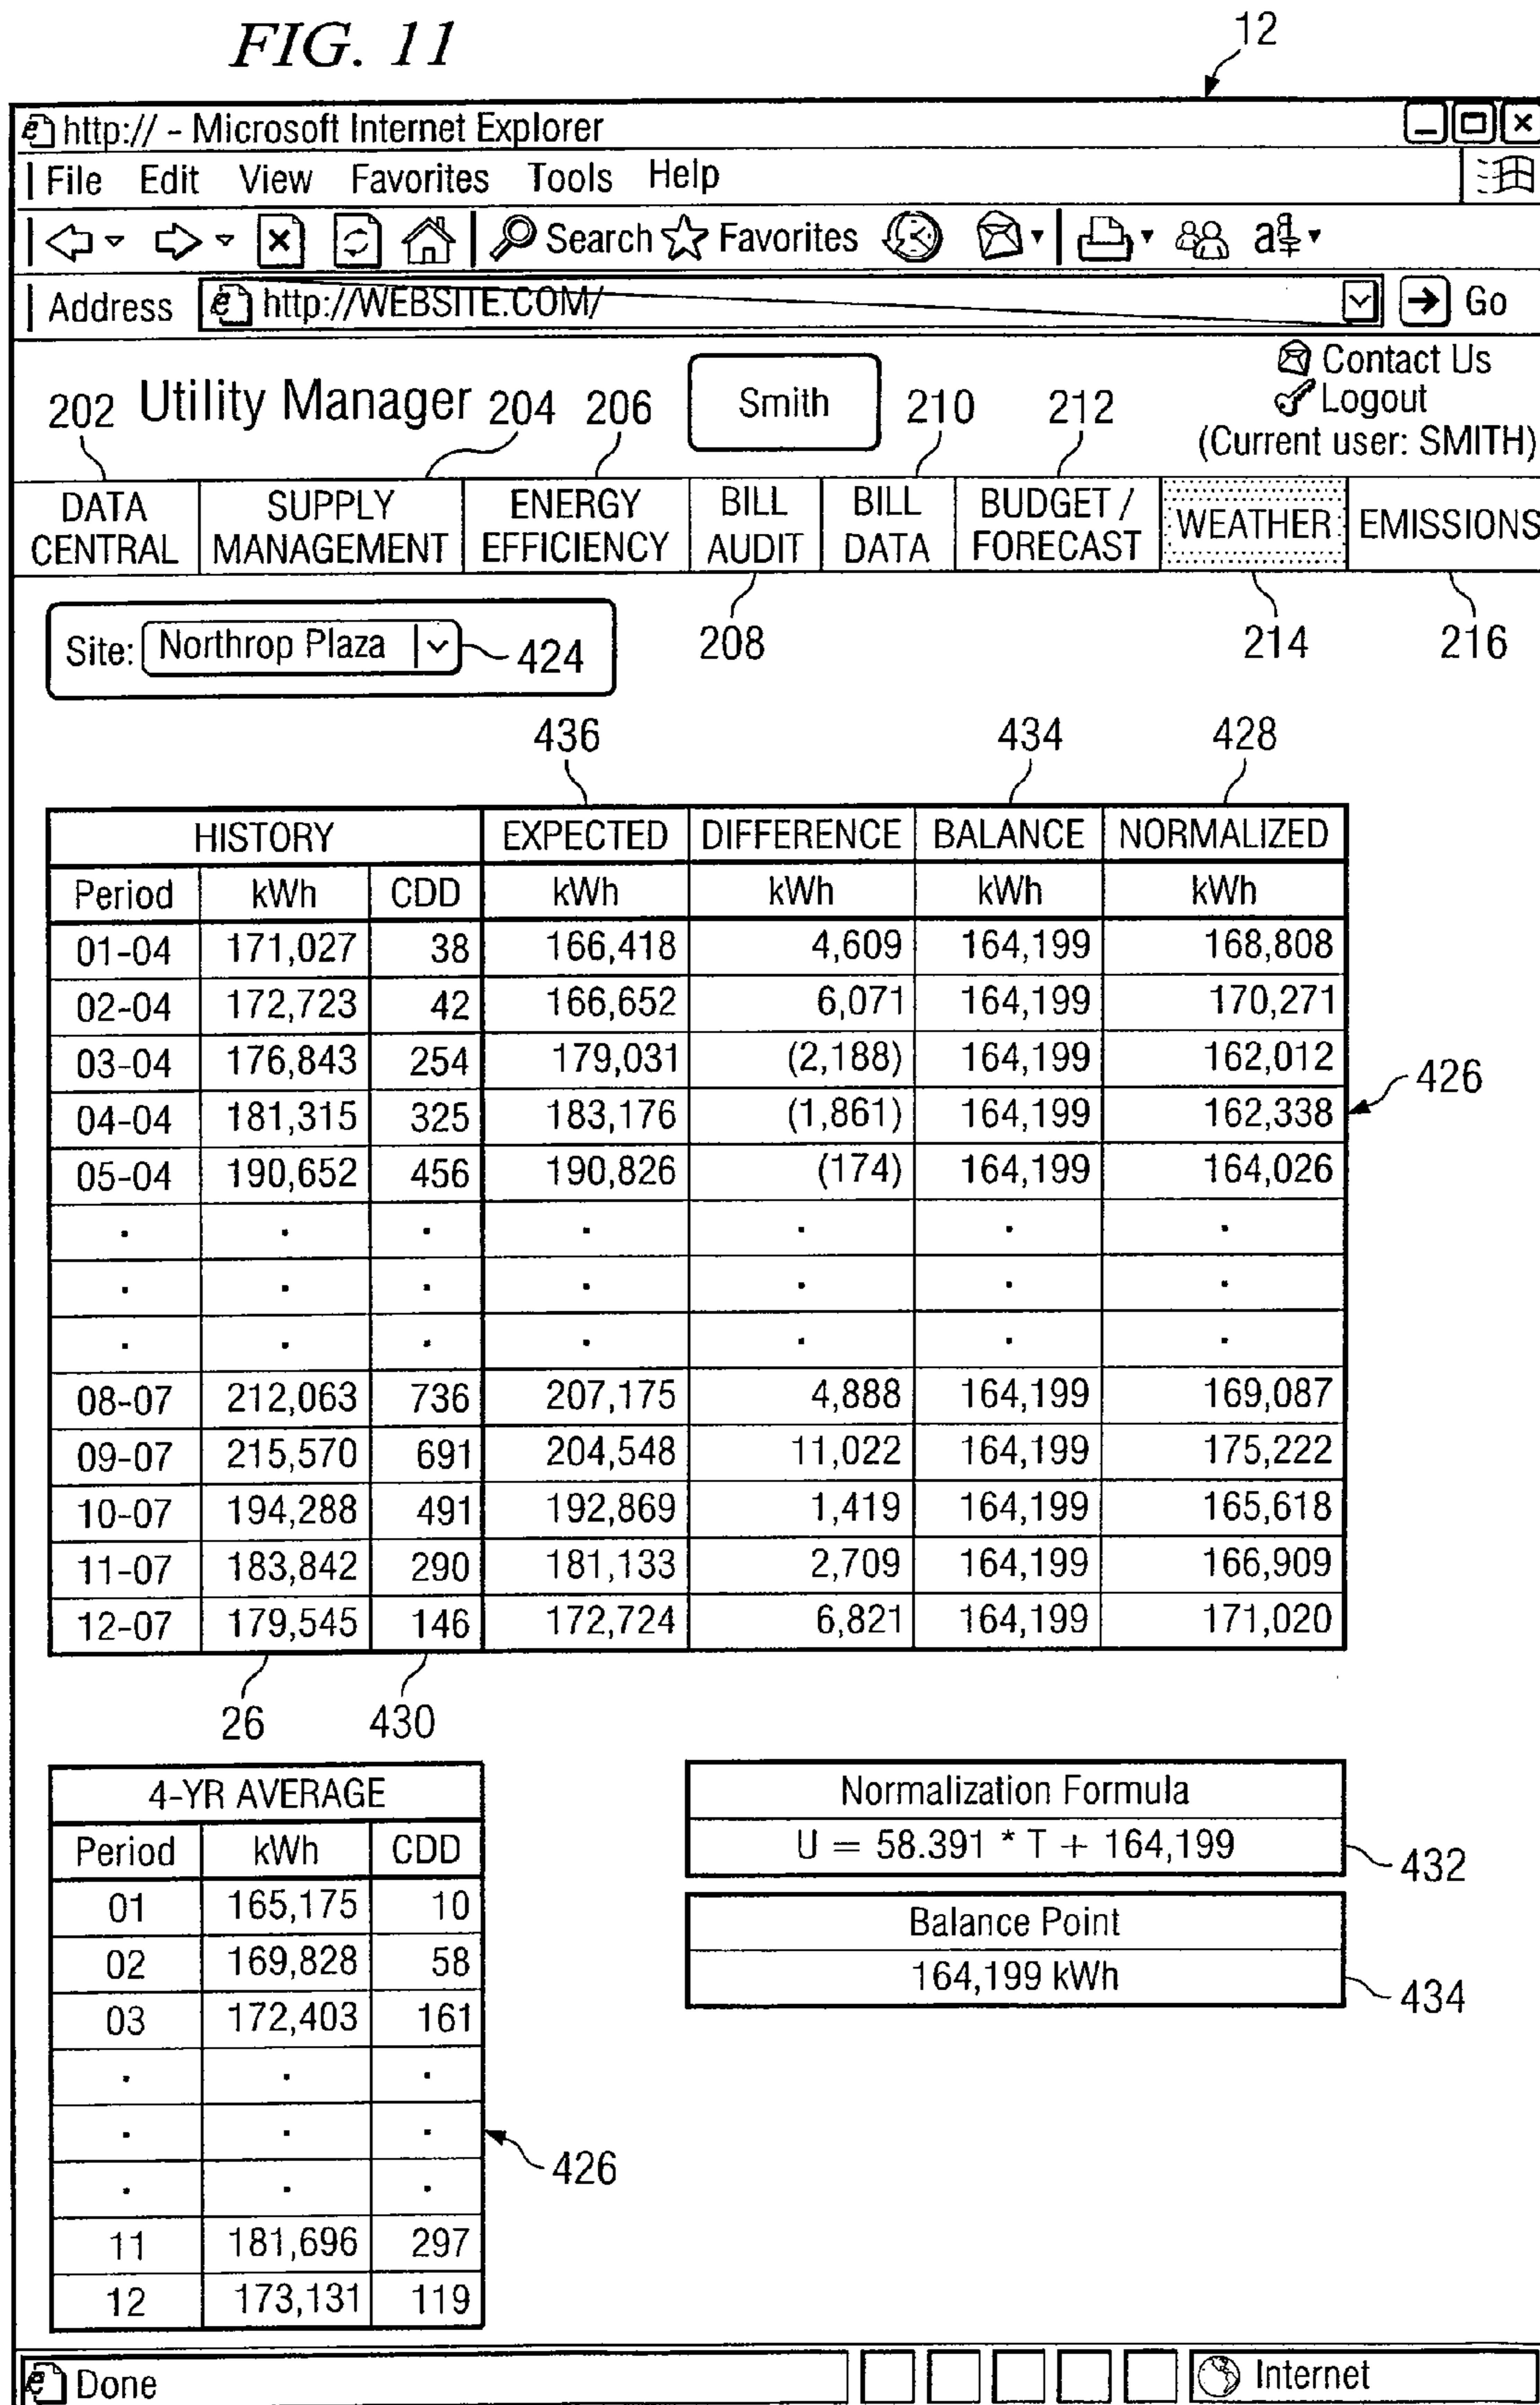 FIG. 11
12
http:// - Microsoft Internet Explorer
File Edit View Favorites Tools Help
Search Favorites
Address http://WEBSITE.COM/ Go
Contact Us
Logout
(Current user: SMITH)
202 Utility Manager 204 206 Smith 210 212
DATA CENTRAL SUPPLY MANAGEMENT ENERGY EFFICIENCY BILL AUDIT BILL DATA BUDGET / FORECAST WEATHER EMISSIONS
208 214 216
Site: Northrop Plaza 424
436 434 428
HISTORY EXPECTED DIFFERENCE BALANCE NORMALIZED
Period kWh CDD kWh kWh kWh kWh
01-04 171,027 38 166,418 4,609 164,199 168,808
02-04 172,723 42 166,652 6,071 164,199 170,271
03-04 176,843 254 179,031 (2,188) 164,199 162,012
04-04 181,315 325 183,176 (1,861) 164,199 162,338
426
05-04 190,652 456 190,826 (174) 164,199 164,026
. . . . . . .
. . . . . . .
. . . . . . .
08-07 212,063 736 207,175 4,888 164,199 169,087
09-07 215,570 691 204,548 11,022 164,199 175,222
10-07 194,288 491 192,869 1,419 164,199 165,618
11-07 183,842 290 181,133 2,709 164,199 166,909
12-07 179,545 146 172,724 6,821 164,199 171,020
26 430
4-YR AVERAGE
Period kWh CDD
01 165,175 10
02 169,828 58
03 172,403 161
. . .
. . .
. . .
426
11 181,696 297
12 173,131 119
Normalization Formula
U = 58.391 * T + 164,199
432
Balance Point
164,199 kWh
434
Done Internet